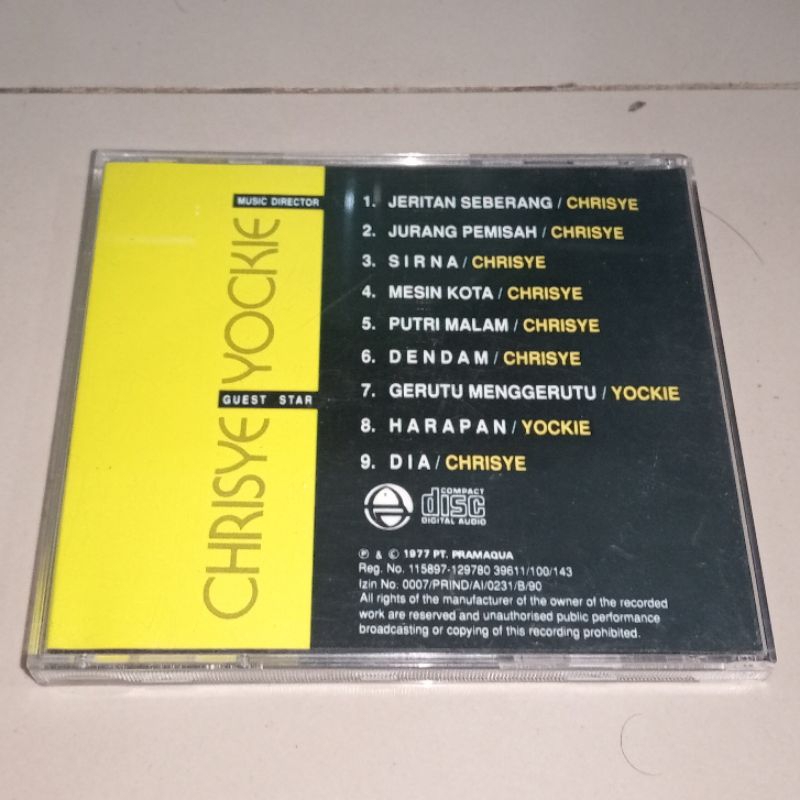 MUSIC DIRECTOR
YOCKIE
GUEST STAR
CHRISYE
1. JERITAN SEBERANG / CHRISYE
2. JURANG PEMISAH / CHRISYE
3. SIRNA / CHRISYE
4. MESIN KOTA / CHRISYE
5. PUTRI MALAM / CHRISYE
6. DENDAM / CHRISYE
7. GERUTU MENGGERUTU / YOCKIE
8. HARAPAN / YOCKIE
9. DIA / CHRISYE
COMPACT
disc
DIGITAL AUDIO
℗ & © 1977 PT. PRAMAQUA
Reg. No. 115897-129780 39611/100/143
Izin No. 0007/PRIND/AI/0231/B/90
All rights of the manufacturer of the owner of the recorded
work are reserved and unauthorised public performance
broadcasting or copying of this recording prohibited.